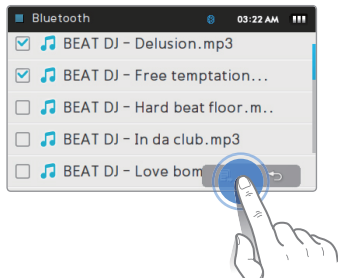 Bluetooth 03:22 AM
BEAT DJ - Delusion.mp3
BEAT DJ - Free temptation...
BEAT DJ - Hard beat floor.m..
BEAT DJ - In da club.mp3
BEAT DJ - Love bom